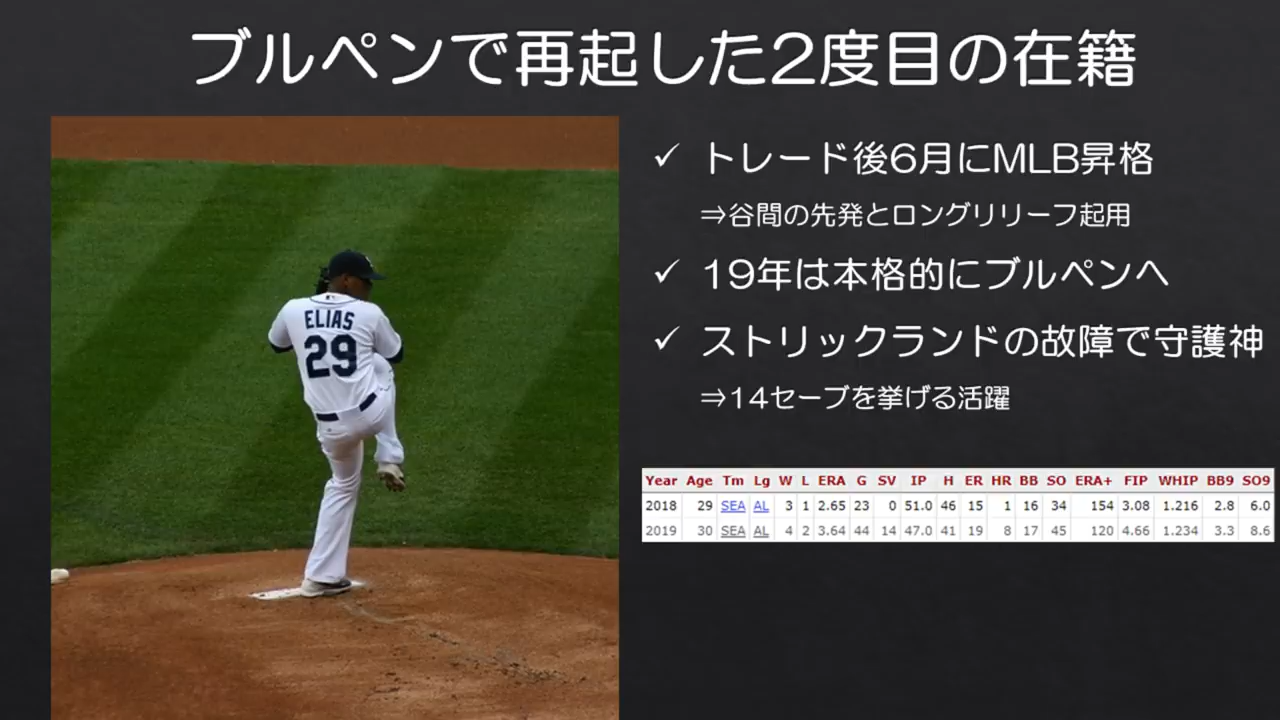 ブルペンで再起した2度目の在籍
ELIAS
29
✓ トレード後6月にMLB昇格
⇒谷間の先発とロングリリーフ起用
✓ 19年は本格的にブルペンへ
✓ ストリックランドの故障で守護神
⇒14セーブを挙げる活躍
Year Age Tm Lg W L ERA G SV IP H ER HR BB SO ERA+ FIP WHIP BB9 SO9
2018 29 SEA AL 3 1 2.65 23 0 51.0 46 15 1 16 34 154 3.08 1.216 2.8 6.0
2019 30 SEA AL 4 2 3.64 44 14 47.0 41 19 8 17 45 120 4.66 1.234 3.3 8.6